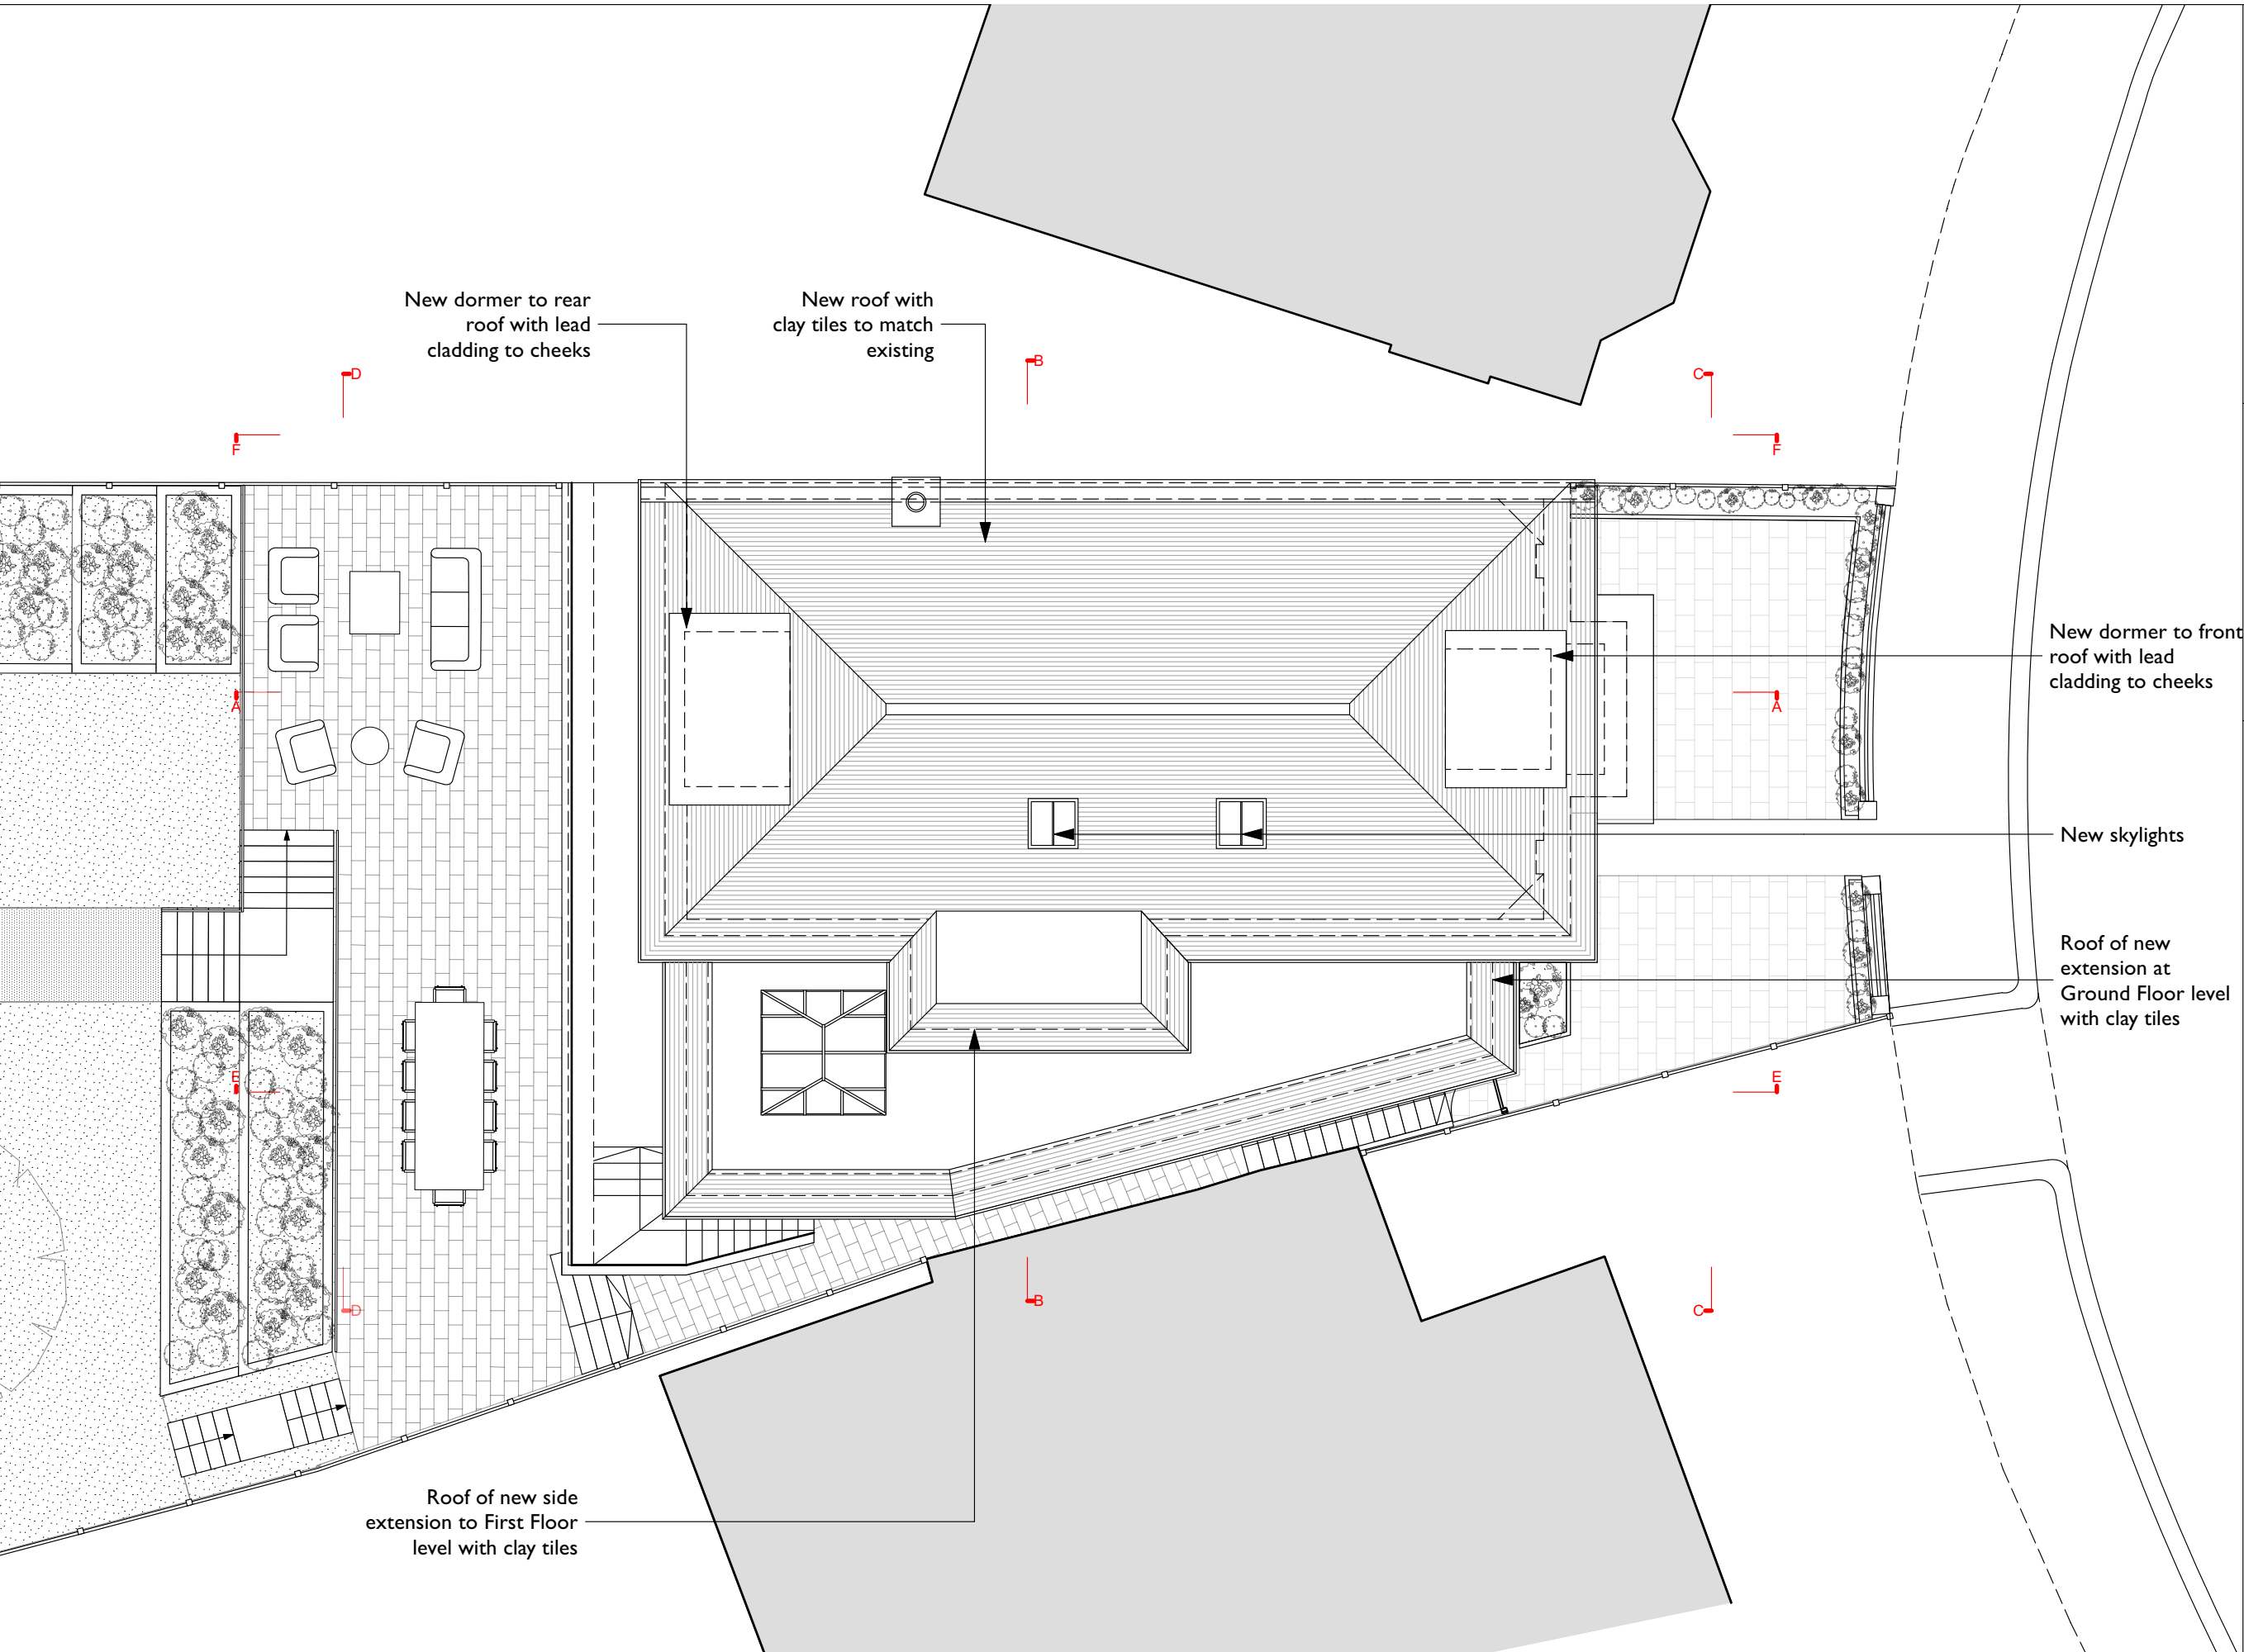 New dormer to rear
roof with lead
cladding to cheeks
New roof with
clay tiles to match
existing
D
B
C
F
F
New dormer to front
roof with lead
cladding to cheeks
A
A
New skylights
Roof of new
extension at
Ground Floor level
with clay tiles
E
E
D
B
C
Roof of new side
extension to First Floor
level with clay tiles